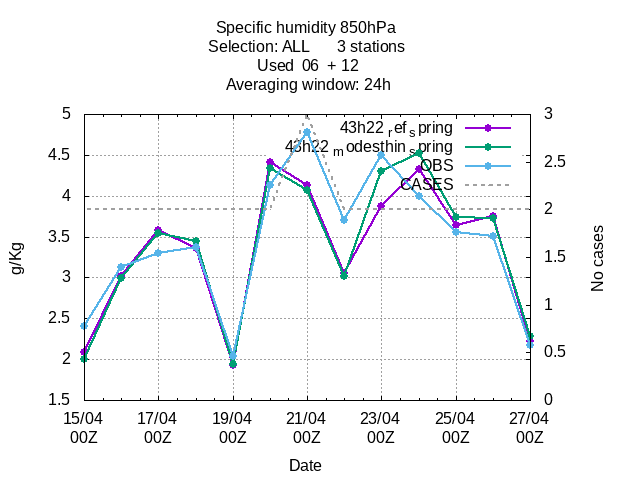 Specific humidity 850hPa
Selection: ALL 3 stations
Used 06 + 12
Averaging window: 24h
43h22_ref_spring
43h22_modesthin_spring
OBS
CASES
5
4.5
4
3.5
3
2.5
2
1.5
3
2.5
2
1.5
1
0.5
0
g/Kg
No cases
15/04 17/04 19/04 21/04 23/04 25/04 27/04
00Z 00Z 00Z 00Z 00Z 00Z 00Z
Date